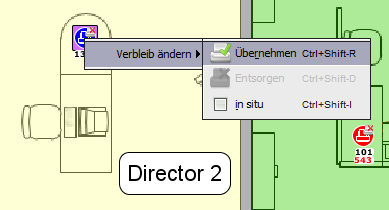 Verbleib ändern
Übernehmen Ctrl+Shift-R
Entsorgen Ctrl+Shift-D
in situ Ctrl+Shift-I
Director 2
101
543